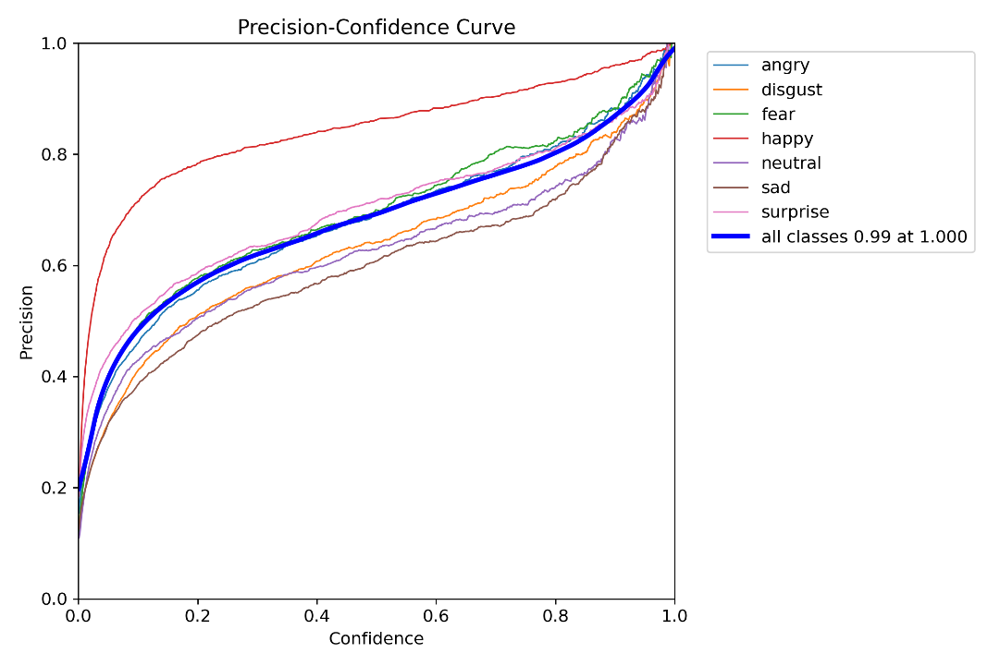 Precision-Confidence Curve
1.0
0.8
0.6
0.4
0.2
0.0
Precision
0.0 0.2 0.4 0.6 0.8 1.0
Confidence
angry
disgust
fear
happy
neutral
sad
surprise
all classes 0.99 at 1.000